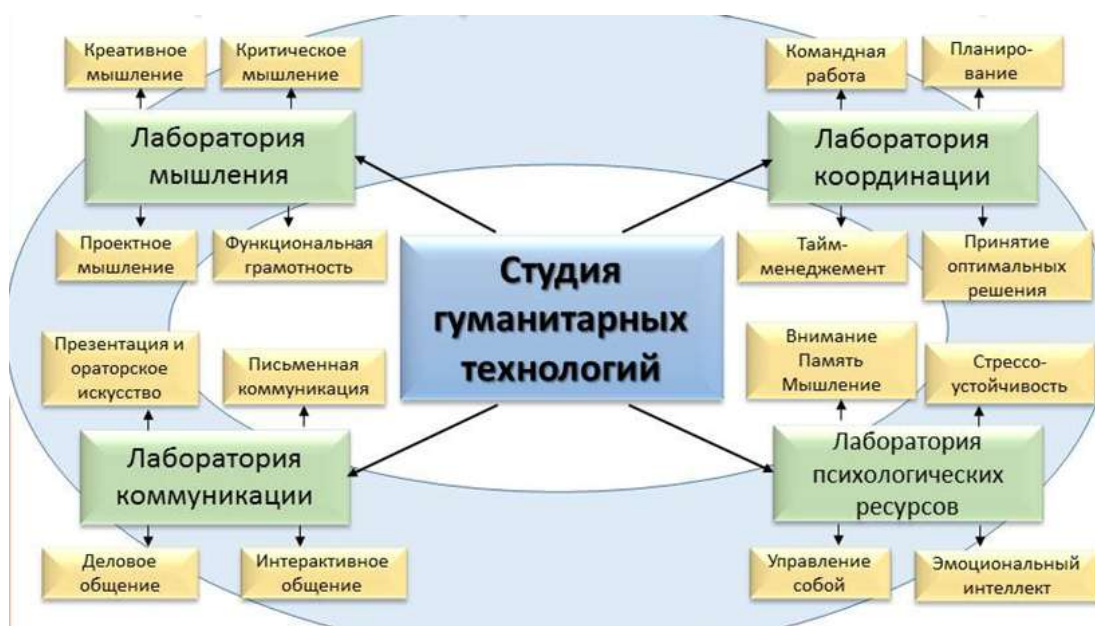 Креативное
мышление
Критическое
мышление
Лаборатория
мышления
Проектное
мышление
Функциональная
грамотность
Командная
работа
Планиро-
вание
Лаборатория
координации
Тайм-
менеджмент
Принятие
оптимальных
решения
Студия
гуманитарных
технологий
Презентация и
ораторское
искусство
Письменная
коммуникация
Лаборатория
коммуникации
Деловое
общение
Интерактивное
общение
Внимание
Память
Мышление
Стрессо-
устойчивость
Лаборатория
психологических
ресурсов
Управление
собой
Эмоциональный
интеллект